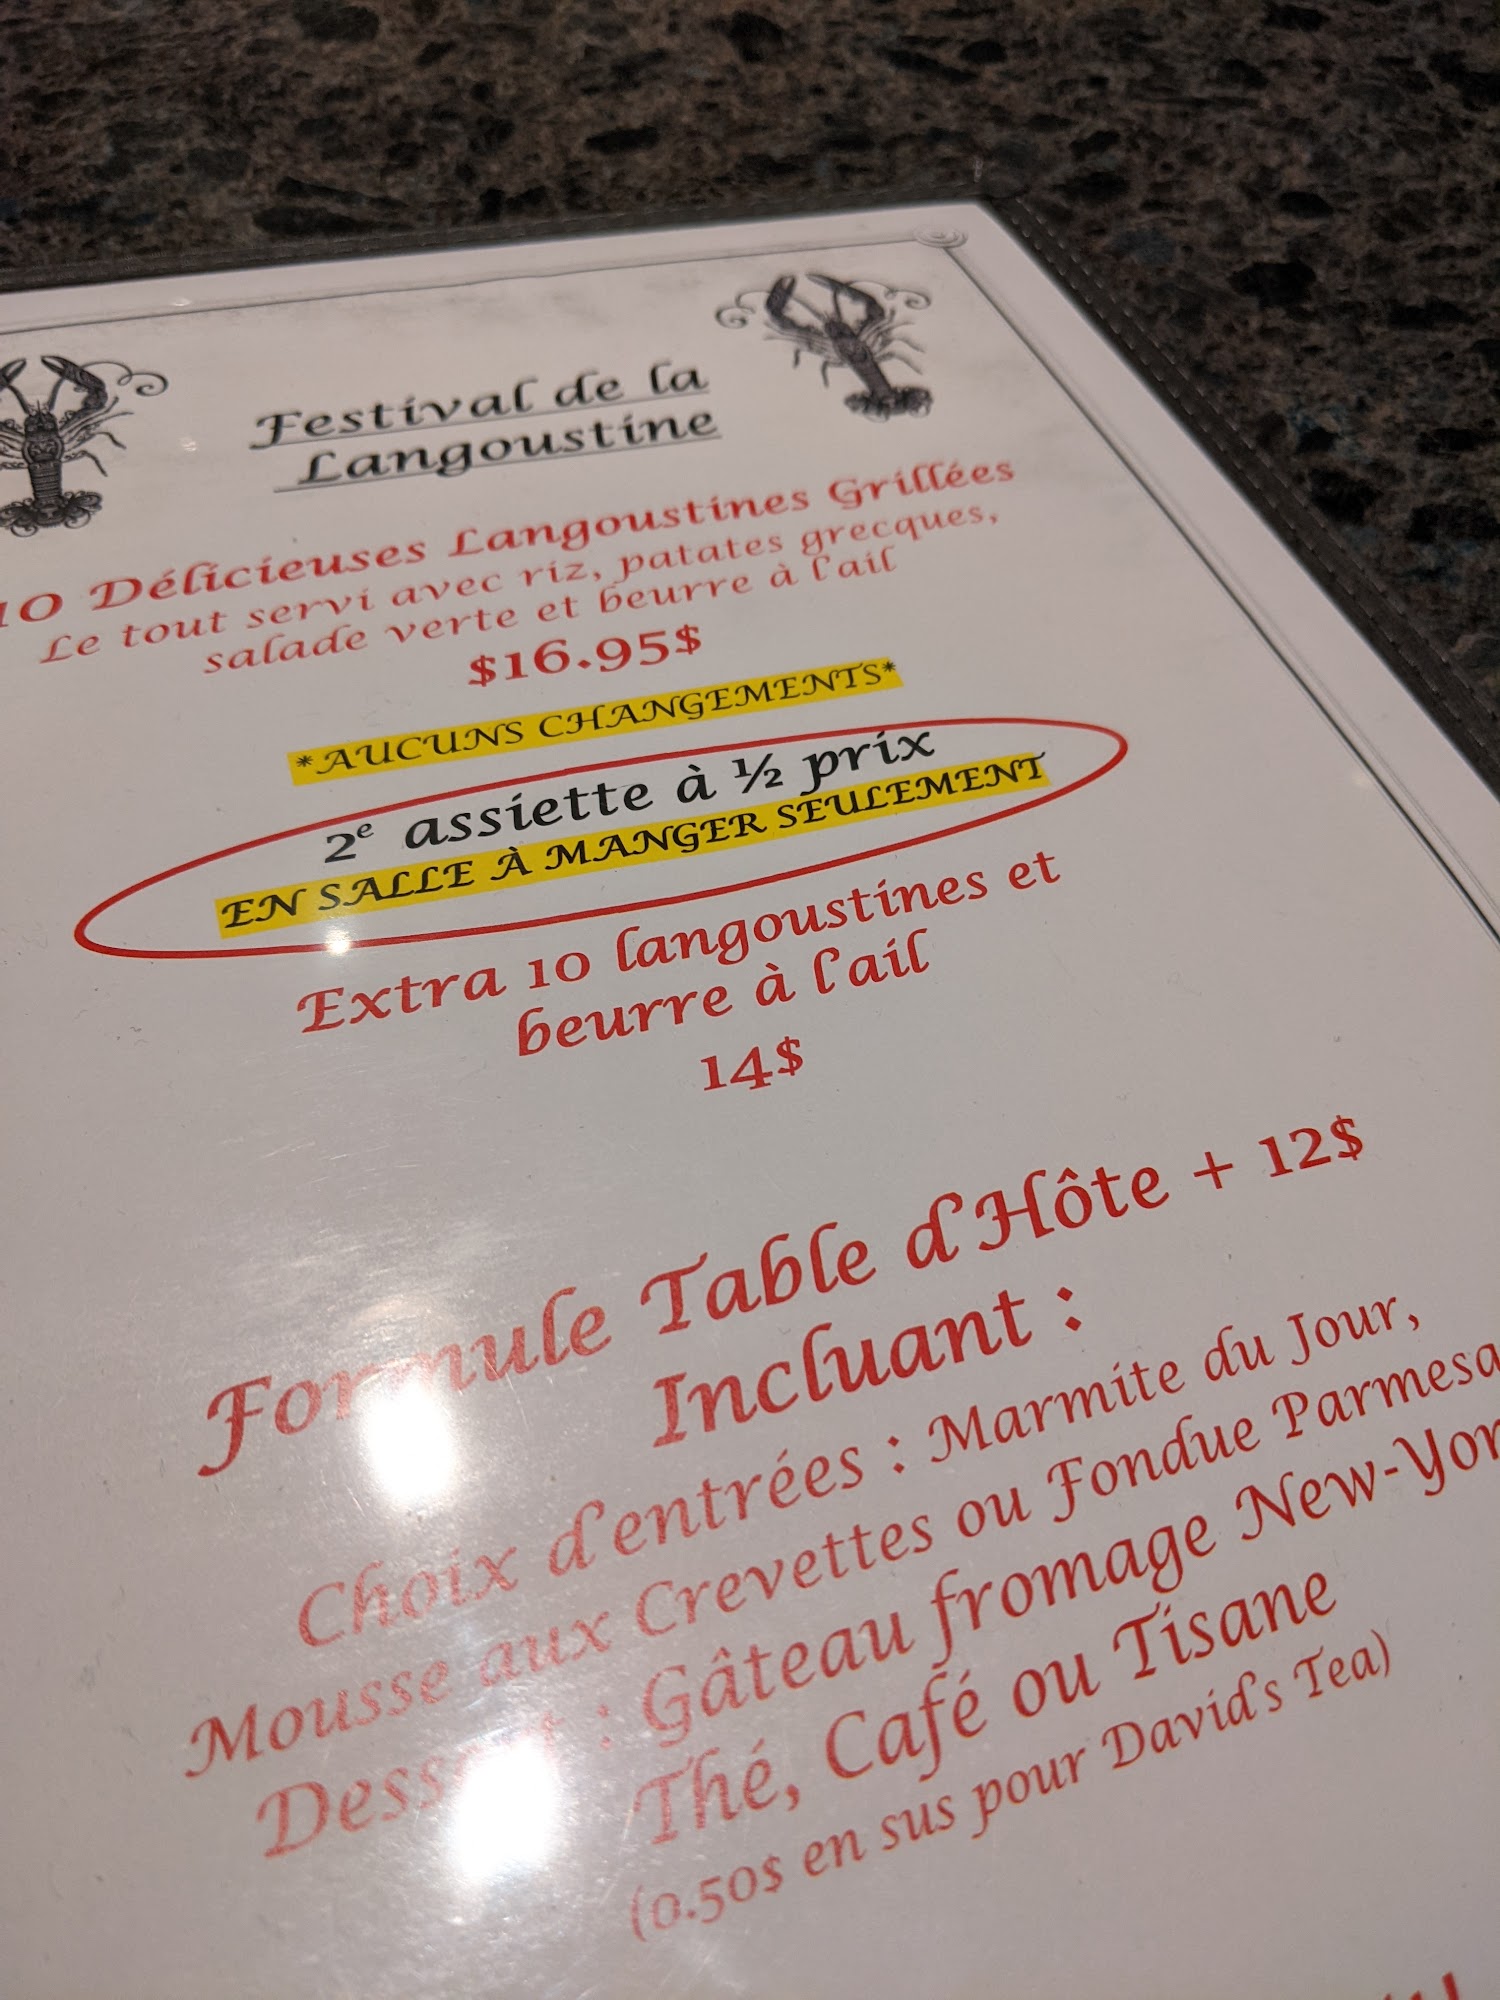 Festival de la
Langoustine
10 Délicieuses Langoustines Grillées
Le tout servi avec riz, patates grecques,
salade verte et beurre à l'ail
$16.95$
*AUCUNS CHANGEMENTS*
2e assiette à ½ prix
EN SALLE À MANGER SEULEMENT
Extra 10 langoustines et
beurre à l'ail
14$
Formule Table d'Hôte + 12$
Incluant :
Choix d'entrées : Marmite du Jour,
Mousse aux Crevettes ou Fondue Parmesa
Dessert : Gâteau fromage New-Yor
Thé, Café ou Tisane
(0.50$ en sus pour David's Tea)